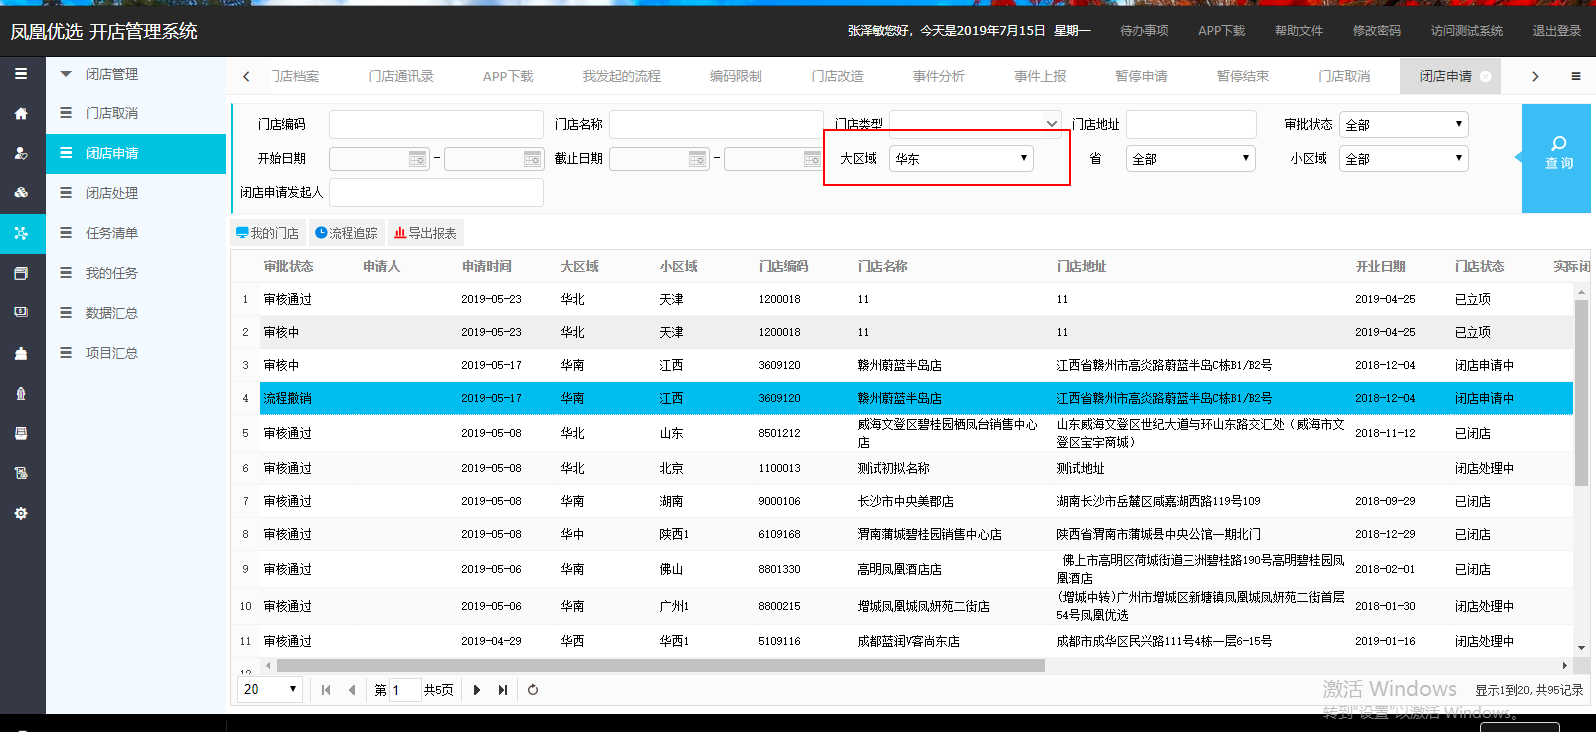 凤凰优选 开店管理系统
张泽敏您好，今天是2019年7月15日 星期一 待办事项 APP下载 帮助文件 修改密码 访问测试系统 退出登录
闭店管理
门店取消
闭店申请
闭店处理
任务清单
我的任务
数据汇总
项目汇总
门店档案 门店通讯录 APP下载 我发起的流程 编码限制 门店改造 事件分析 事件上报 暂停申请 暂停结束 门店取消 闭店申请
门店编码 门店名称 门店类型 门店地址 审批状态 全部
开始日期 - 截止日期 - 大区域 华东 省 全部 小区域 全部
闭店申请发起人
查询
我的门店 流程追踪 导出报表
审批状态 申请人 申请时间 大区域 小区域 门店编码 门店名称 门店地址 开业日期 门店状态 实际闭
1 审核通过 2019-05-23 华北 天津 1200018 11 11 2019-04-25 已立项
2 审核中 2019-05-23 华北 天津 1200018 11 11 2019-04-25 已立项
3 审核中 2019-05-17 华南 江西 3609120 赣州蔚蓝半岛店 江西省赣州市高炎路蔚蓝半岛C栋B1/B2号 2018-12-04 闭店申请中
4 流程撤销 2019-05-17 华南 江西 3609120 赣州蔚蓝半岛店 江西省赣州市高炎路蔚蓝半岛C栋B1/B2号 2018-12-04 闭店申请中
5 审核通过 2019-05-08 华北 山东 8501212 威海文登区碧桂园栖凤台销售中心店 山东威海文登区世纪大道与环山东路交汇处（威海市文登区宝宇商城） 2018-11-12 已闭店
6 审核通过 2019-05-08 华北 北京 1100013 测试初拟名称 测试地址 闭店处理中
7 审核通过 2019-05-08 华南 湖南 9000106 长沙市中央美郡店 湖南长沙市岳麓区咸嘉湖西路119号109 2018-09-29 已闭店
8 审核通过 2019-05-08 华中 陕西1 6109168 渭南蒲城碧桂园销售中心店 陕西省渭南市蒲城县中央公馆一期北门 2018-12-29 已闭店
9 审核通过 2019-05-06 华南 佛山 8801330 高明凤凰酒店店 佛上市高明区荷城街道三洲碧桂路190号高明碧桂园凤凰酒店 2018-02-01 已闭店
10 审核通过 2019-05-06 华南 广州1 8800215 增城凤凰城凤妍苑二街店 (增城中转)广州市增城区新塘镇凤凰城凤妍苑二街首层54号凤凰优选 2018-01-30 闭店处理中
11 审核通过 2019-04-29 华西 华西1 5109116 成都蓝润V客尚东店 成都市成华区民兴路111号4栋一层6-15号 2019-01-16 闭店处理中
12
20 第 1 共5页 显示1到20,共95记录
激活 Windows
转到"设置"以激活 Windows。